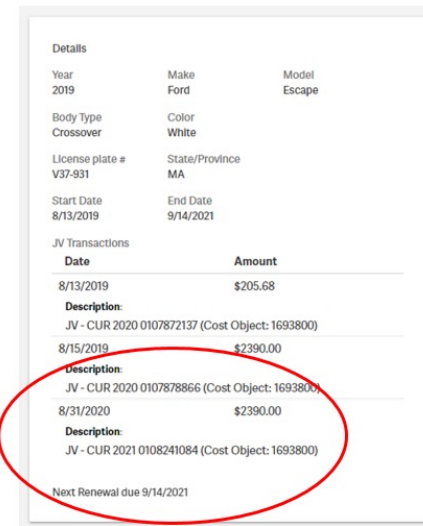 Details
Year Make Model
2019 Ford Escape
Body Type Color
Crossover White
License plate # State/Province
V37-931 MA
Start Date End Date
8/13/2019 9/14/2021
JV Transactions
Date Amount
8/13/2019 $205.68
Description:
JV - CUR 2020 0107872137 (Cost Object: 1693800)
8/15/2019 $2390.00
Description:
JV - CUR 2020 0107878866 (Cost Object: 1693800)
8/31/2020 $2390.00
Description:
JV - CUR 2021 0108241084 (Cost Object: 1693800)
Next Renewal due 9/14/2021